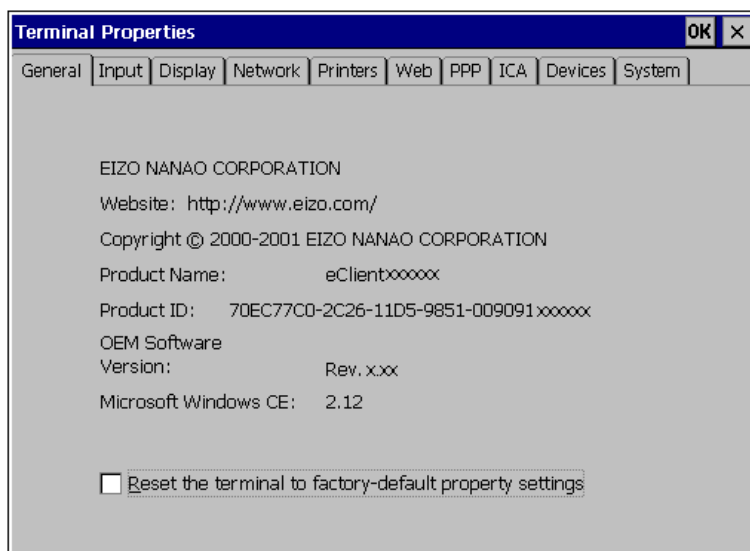 Terminal Properties OK ×
General Input Display Network Printers Web PPP ICA Devices System
EIZO NANAO CORPORATION
Website: http://www.eizo.com/
Copyright © 2000-2001 EIZO NANAO CORPORATION
Product Name: eClientxxxxxx
Product ID: 70EC77C0-2C26-11D5-9851-009091xxxxxx
OEM Software
Version: Rev. x.xx
Microsoft Windows CE: 2.12
Reset the terminal to factory-default property settings